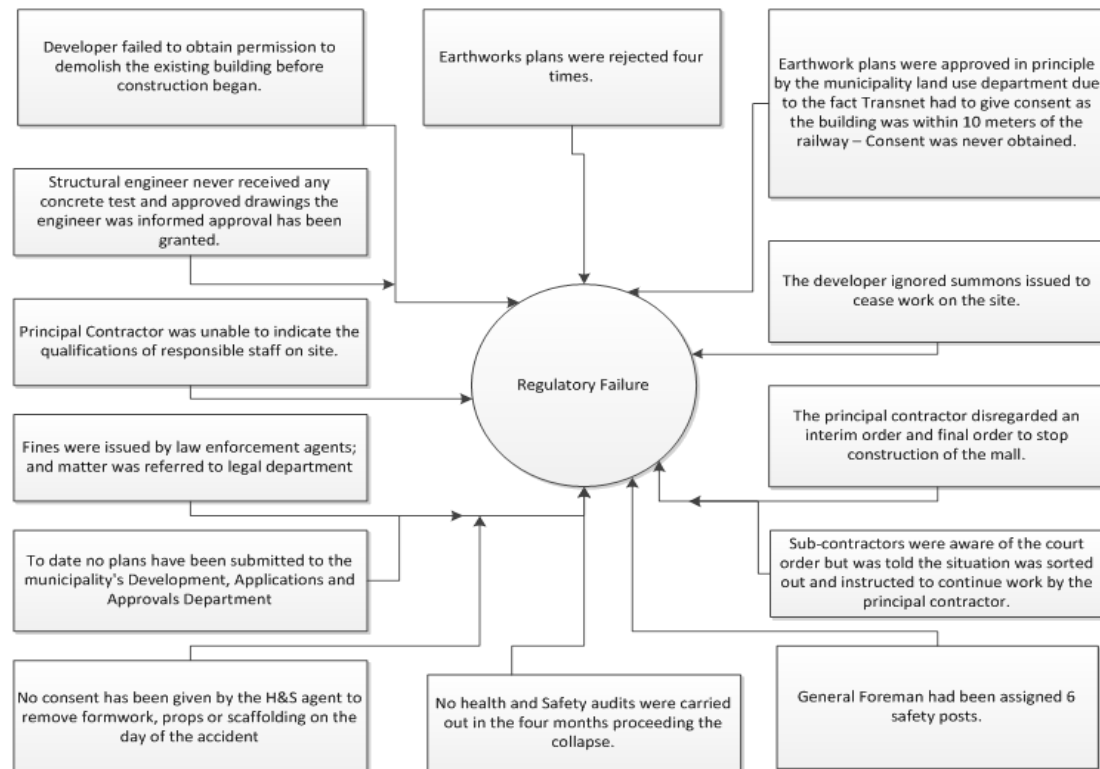 Developer failed to obtain permission to
demolish the existing building before
construction began.
Earthworks plans were rejected four
times.
Earthwork plans were approved in principle
by the municipality land use department due
to the fact Transnet had to give consent as
the building was within 10 meters of the
railway – Consent was never obtained.
Structural engineer never received any
concrete test and approved drawings the
engineer was informed approval has been
granted.
The developer ignored summons issued to
cease work on the site.
Principal Contractor was unable to indicate the
qualifications of responsible staff on site.
Regulatory Failure
The principal contractor disregarded an
interim order and final order to stop
construction of the mall.
Fines were issued by law enforcement agents;
and matter was referred to legal department
To date no plans have been submitted to the
municipality's Development, Applications and
Approvals Department
Sub-contractors were aware of the court
order but was told the situation was sorted
out and instructed to continue work by the
principal contractor.
No consent has been given by the H&S agent to
remove formwork, props or scaffolding on the
day of the accident
No health and Safety audits were carried
out in the four months proceeding the
collapse.
General Foreman had been assigned 6
safety posts.